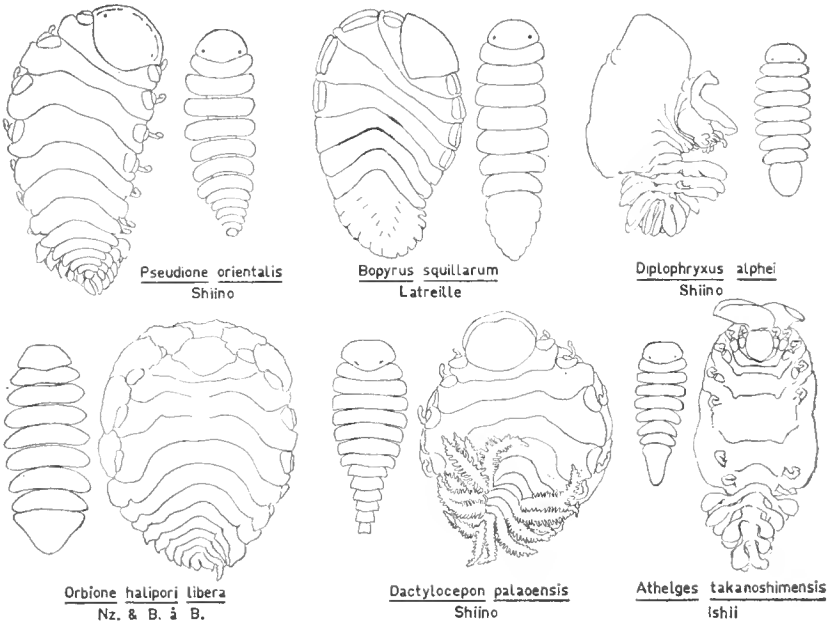 Pseudione orientalis
Shiino
Bopyrus squillarum
Latreille
Diplophryxus alphei
Shiino
Orbione halipori libera
Nz. & B. à B.
Dactylocepon palaoensis
Shiino
Athelges takanoshimensis
Ishii